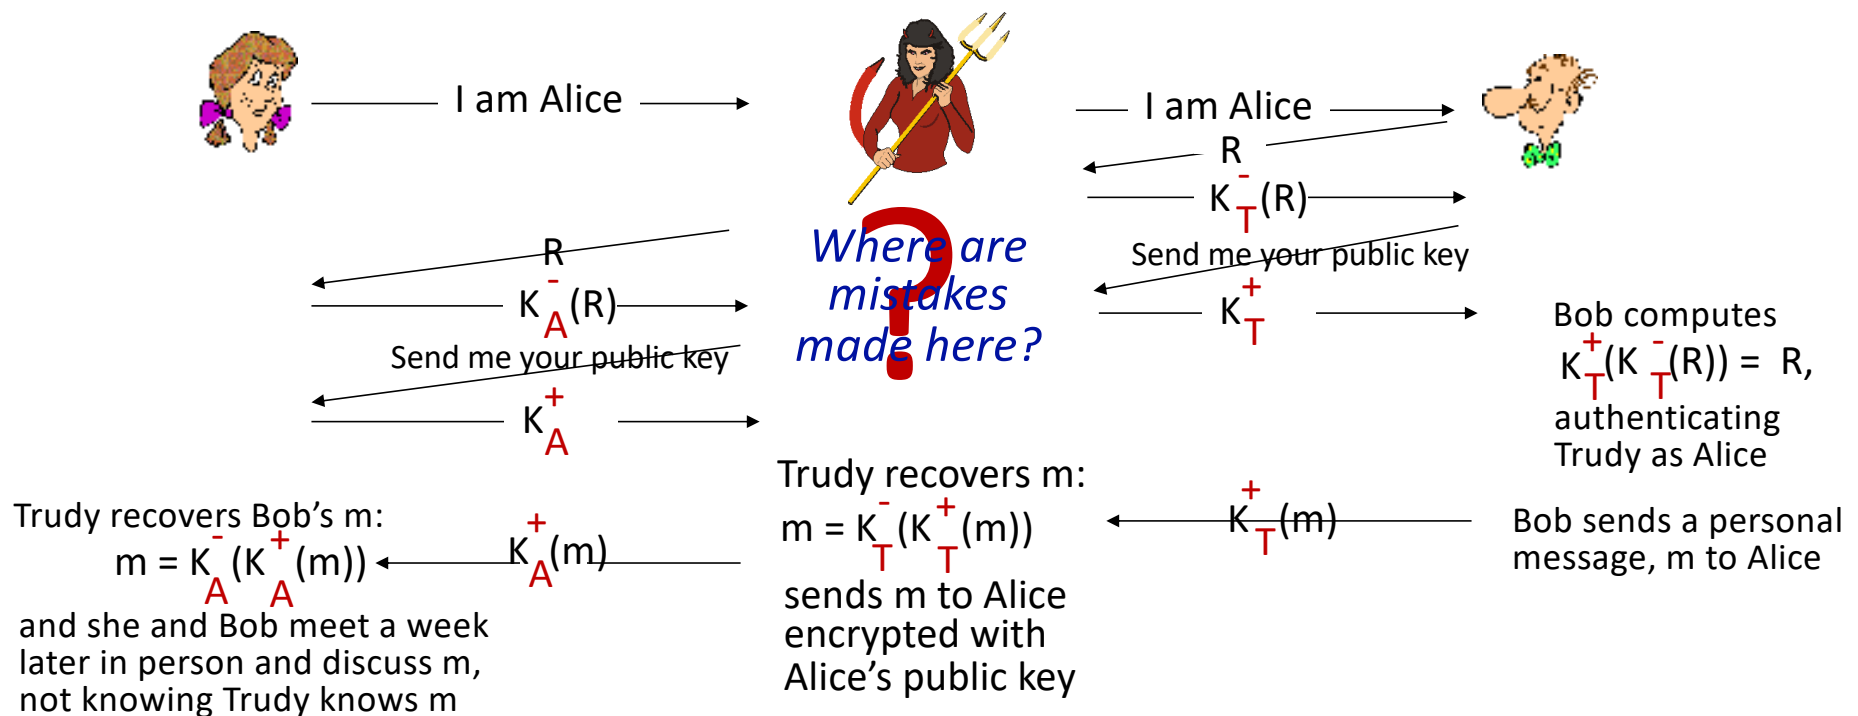 I am Alice
I am Alice
R
K⁻T(R)
Send me your public key
K⁺T
R
K⁻A(R)
Send me your public key
K⁺A
?
Where are
mistakes
made here?
Bob computes
K⁺T(K⁻T(R)) = R,
authenticating
Trudy as Alice
K⁺T(m)
Bob sends a personal
message, m to Alice
Trudy recovers m:
m = K⁻T(K⁺T(m))
sends m to Alice
encrypted with
Alice’s public key
K⁺A(m)
Trudy recovers Bob’s m:
m = K⁻A(K⁺A(m))
and she and Bob meet a week
later in person and discuss m,
not knowing Trudy knows m